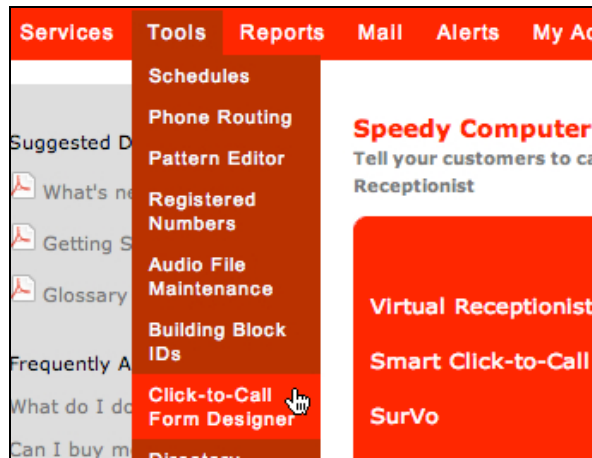 Services Tools Reports Mail Alerts My
Schedules
Phone Routing
Pattern Editor
Registered
Numbers
Audio File
Maintenance
Building Block
IDs
Click-to-Call
Form Designer
Directory
Suggested
What's
Getting
Glossary
Frequently
What do I do
Can I buy
Speedy Computer
Tell your customers to
Receptionist
Virtual Receptionist
Smart Click-to-Call
SurVo